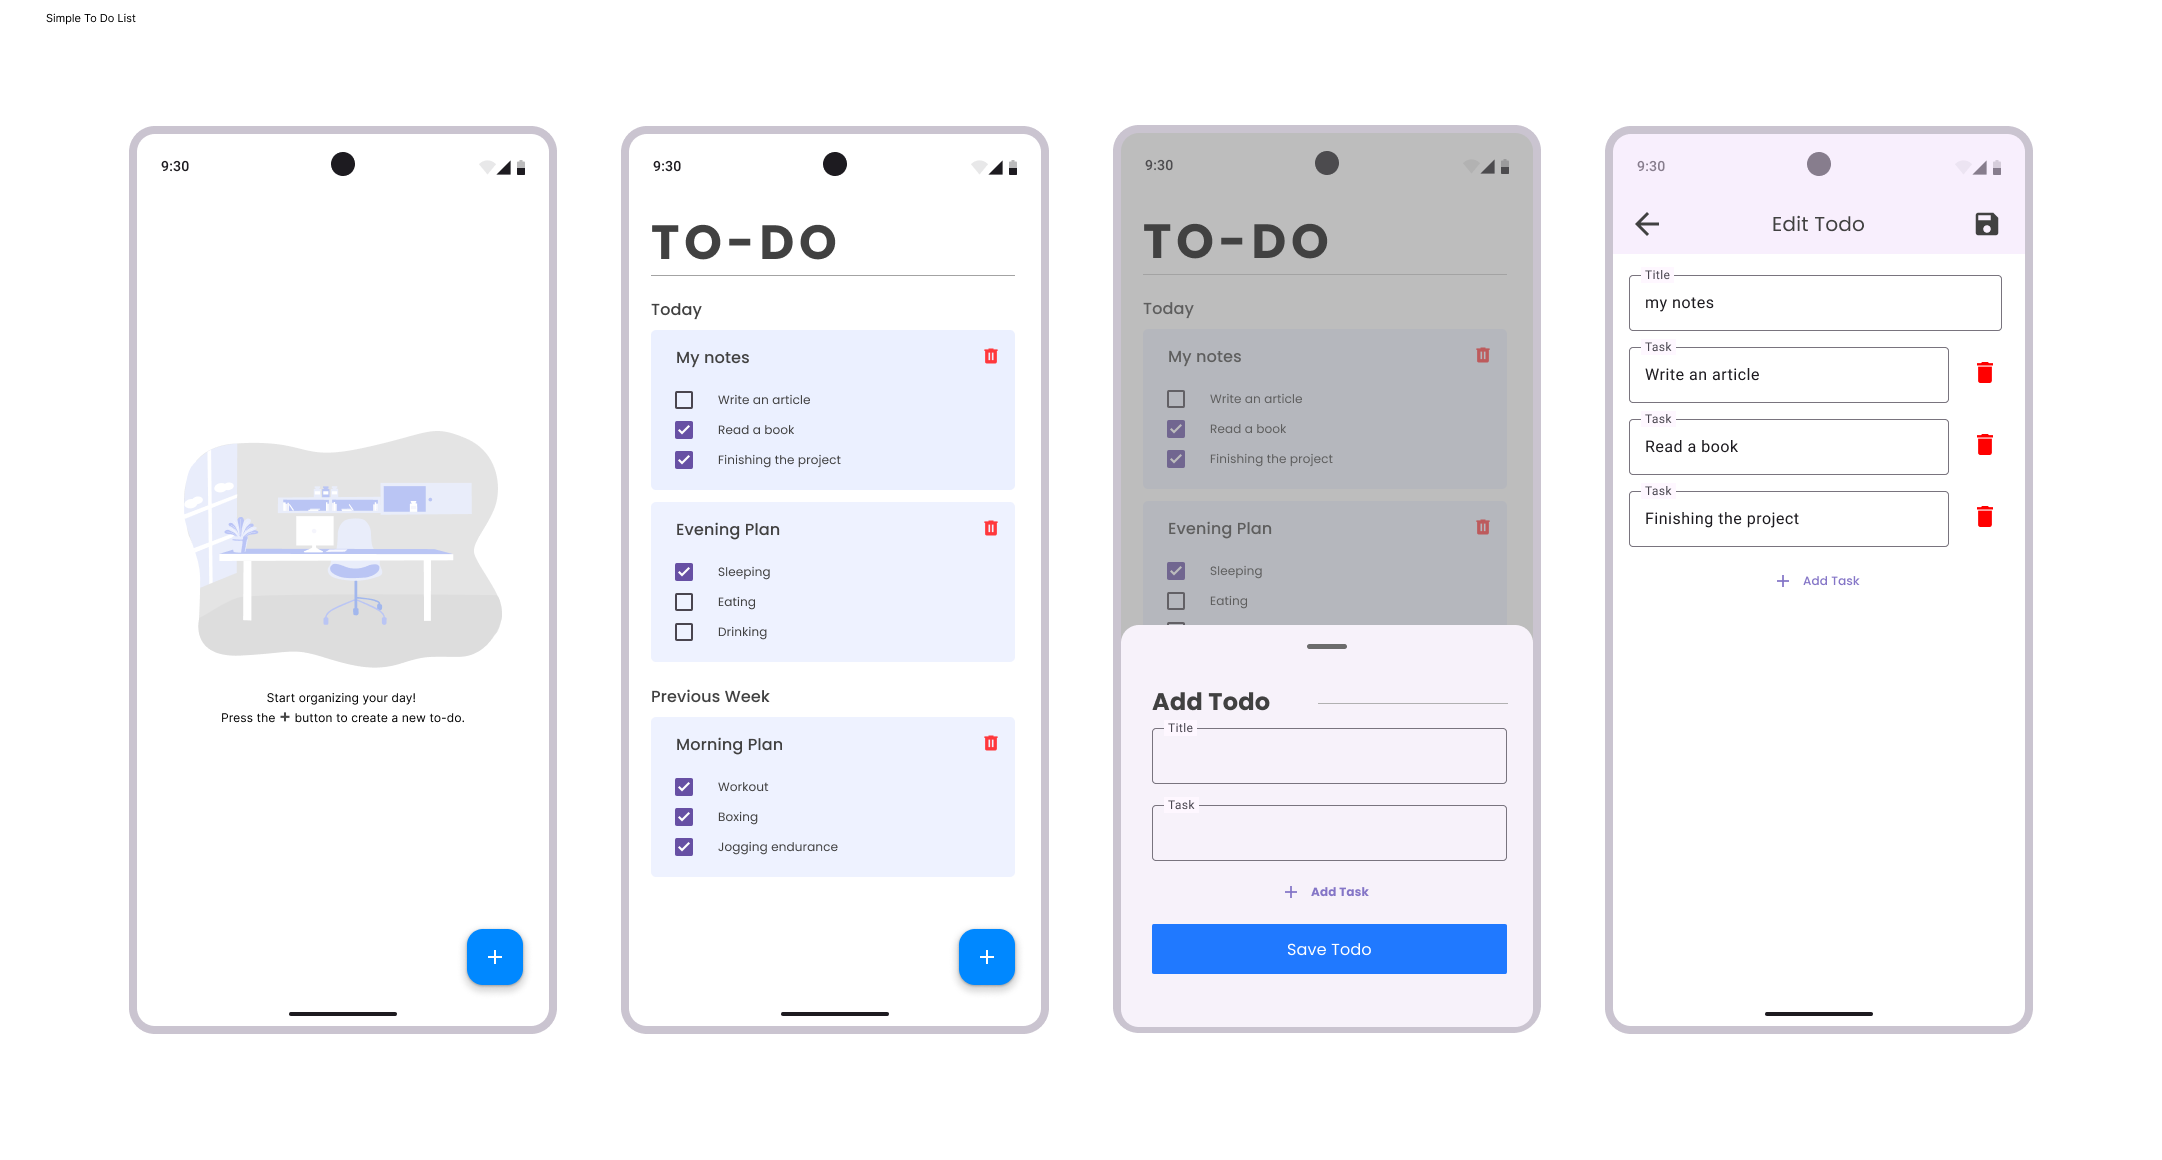 Simple To Do List
9:30
Start organizing your day!
Press the + button to create a new to-do.
9:30
TO-DO
Today
My notes
Write an article
Read a book
Finishing the project
Evening Plan
Sleeping
Eating
Drinking
Previous Week
Morning Plan
Workout
Boxing
Jogging endurance
9:30
TO-DO
Today
My notes
Write an article
Read a book
Finishing the project
Evening Plan
Sleeping
Eating
Add Todo
Title
Task
+ Add Task
Save Todo
9:30
Edit Todo
Title
my notes
Task
Write an article
Task
Read a book
Task
Finishing the project
+ Add Task